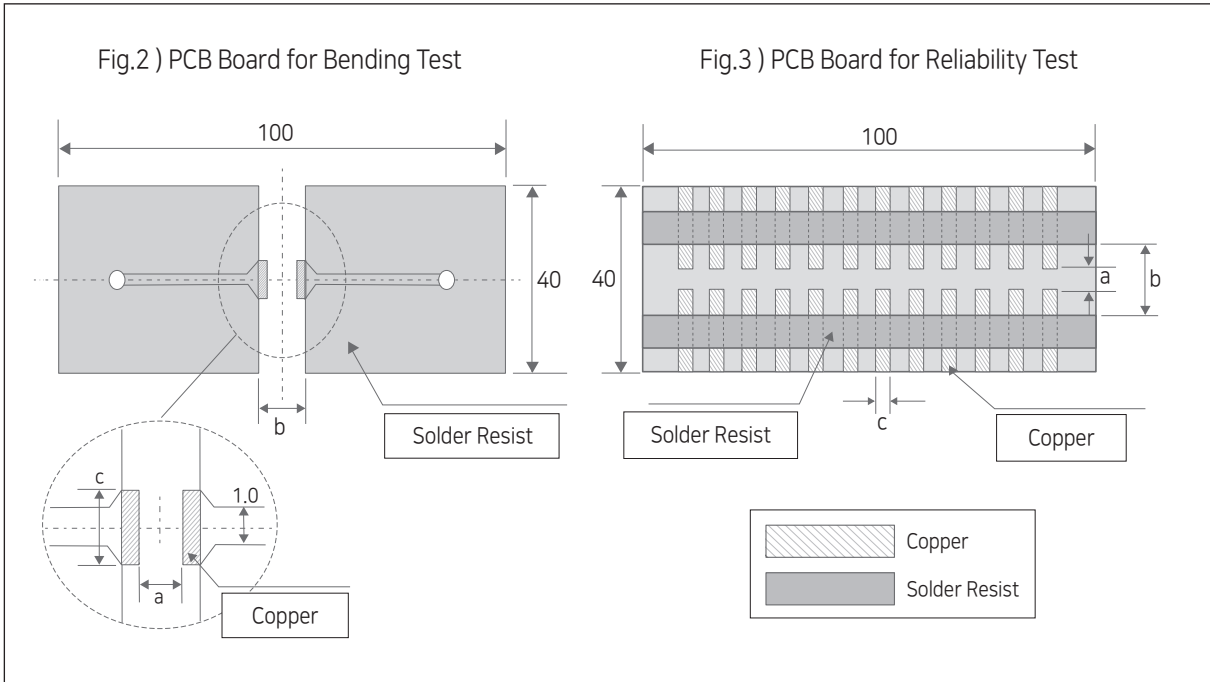 Fig.2 ) PCB Board for Bending Test
100
40
b
Solder Resist
c
1.0
a
Copper
Fig.3 ) PCB Board for Reliability Test
100
40
a
b
c
Solder Resist
Copper
Copper
Solder Resist